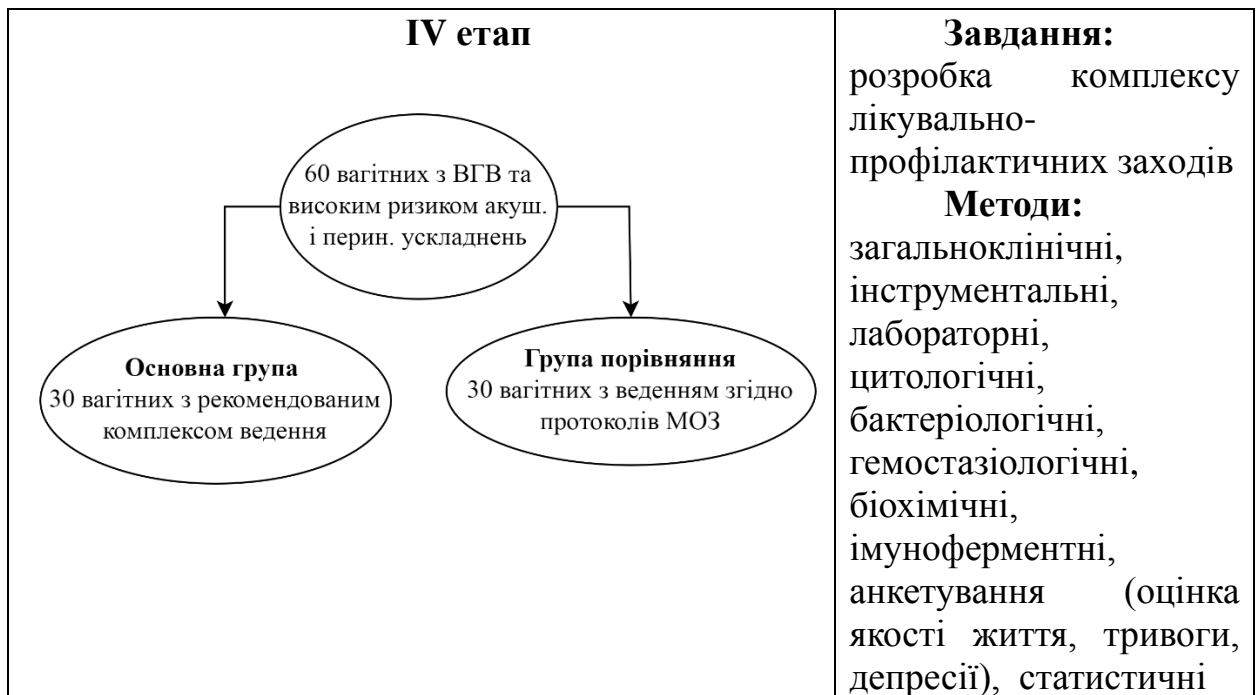 IV етап
60 вагітних з ВГВ та
високим ризиком акуш.
і перин. ускладнень
Основна група
30 вагітних з рекомендованим
комплексом ведення
Група порівняння
30 вагітних з веденням згідно
протоколів МОЗ
Завдання:
розробка комплексу
лікувально-
профілактичних заходів
Методи:
загальноклінічні,
інструментальні,
лабораторні,
цитологічні,
бактеріологічні,
гемостазіологічні,
біохімічні,
імуноферментні,
анкетування (оцінка
якості життя, тривоги,
депресії), статистичні